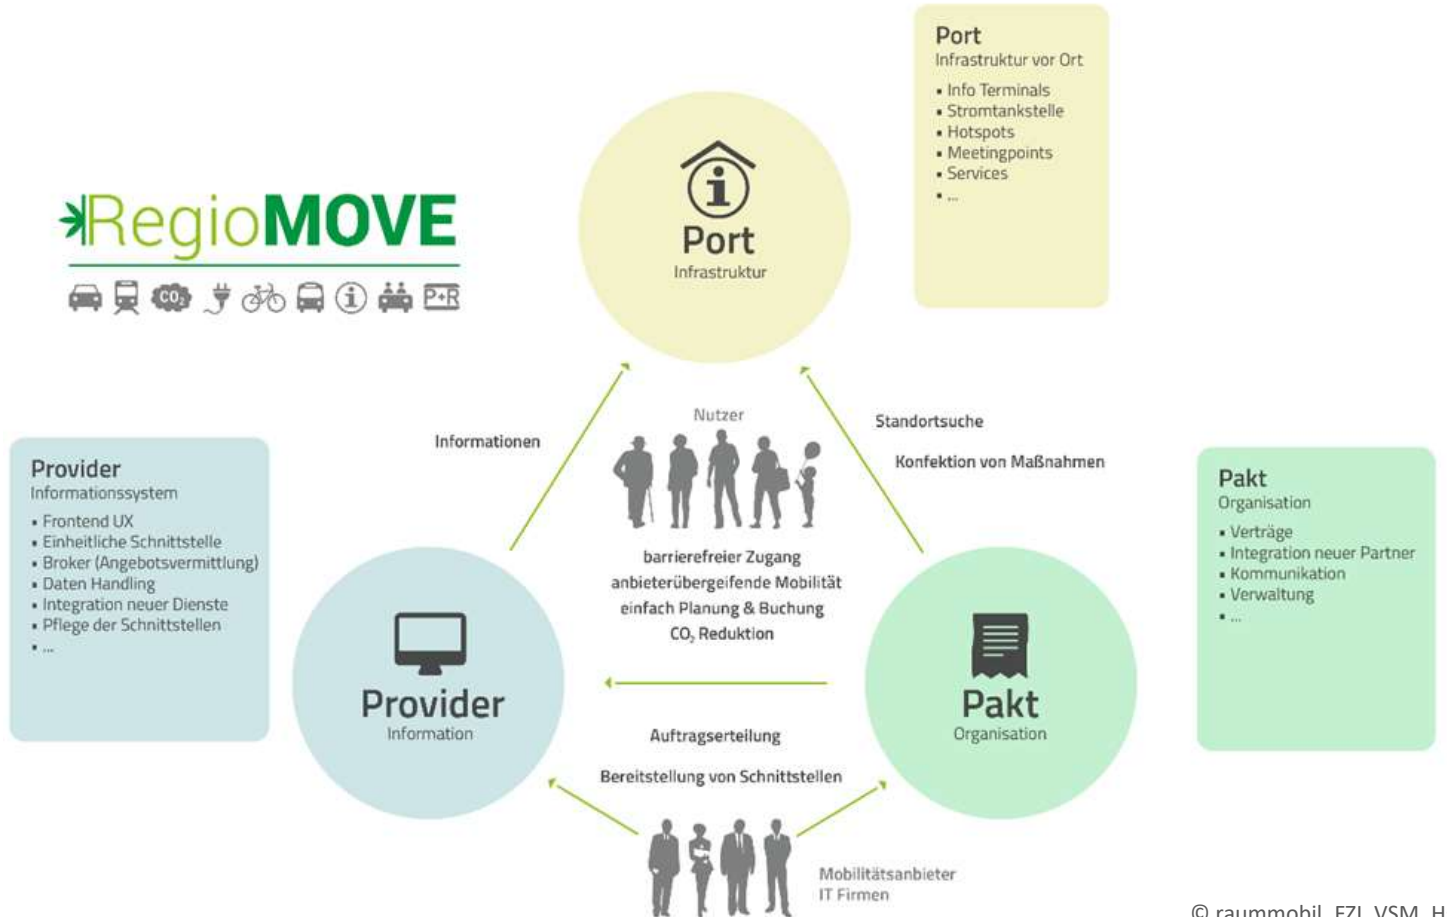 Port
Infrastruktur vor Ort
▪ Info Terminals
▪ Stromtankstelle
▪ Hotspots
▪ Meetingpoints
▪ Services
▪ ...
RegioMOVE
CO₂
i
P+R
i
Port
Infrastruktur
Nutzer
Informationen
Standortsuche
Konfektion von Maßnahmen
Provider
Informationssystem
▪ Frontend UX
▪ Einheitliche Schnittstelle
▪ Broker (Angebotsvermittlung)
▪ Daten Handling
▪ Integration neuer Dienste
▪ Pflege der Schnittstellen
▪ ...
Pakt
Organisation
▪ Verträge
▪ Integration neuer Partner
▪ Kommunikation
▪ Verwaltung
▪ ...
barrierefreier Zugang
anbieterübergeifende Mobilität
einfach Planung & Buchung
CO₂ Reduktion
Provider
Information
Pakt
Organisation
Auftragserteilung
Bereitstellung von Schnittstellen
Mobilitätsanbieter
IT Firmen
© raummobil, FZI, VSM, H